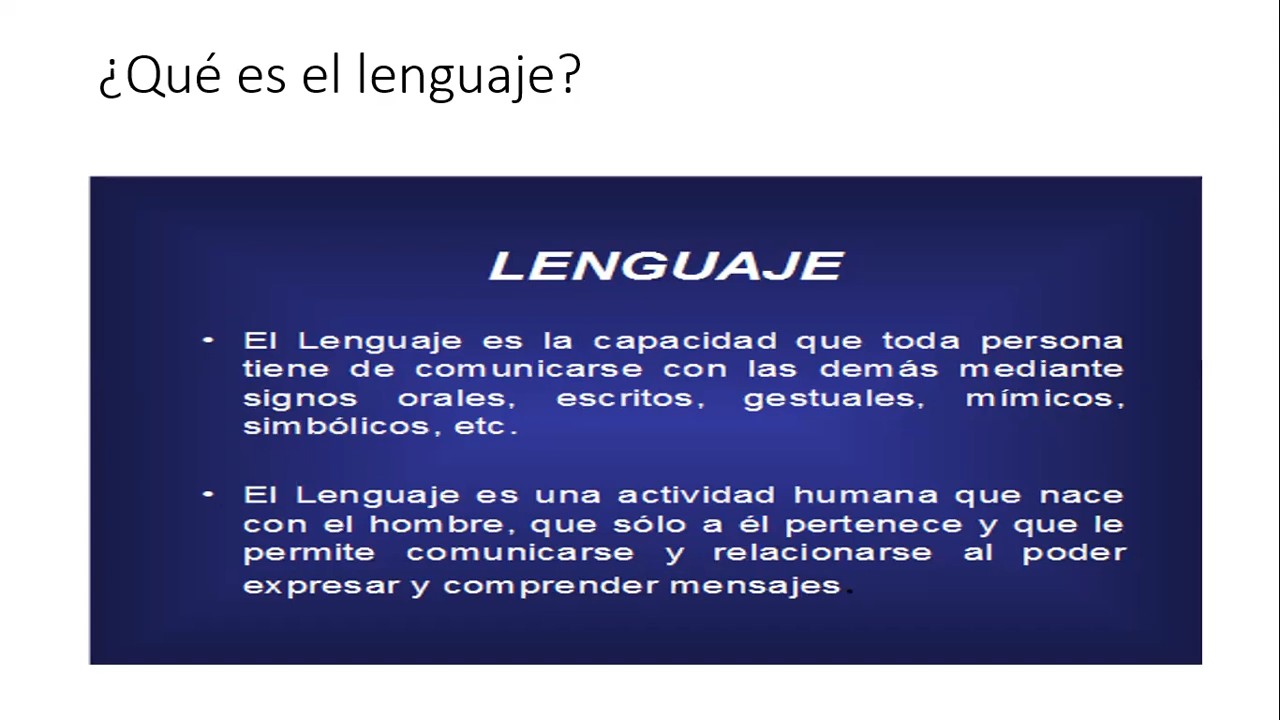 ¿Qué es el lenguaje?
LENGUAJE
• El Lenguaje es la capacidad que toda persona
tiene de comunicarse con las demás mediante
signos orales, escritos, gestuales, mímicos,
simbólicos, etc.
• El Lenguaje es una actividad humana que nace
con el hombre, que sólo a él pertenece y que le
permite comunicarse y relacionarse al poder
expresar y comprender mensajes.